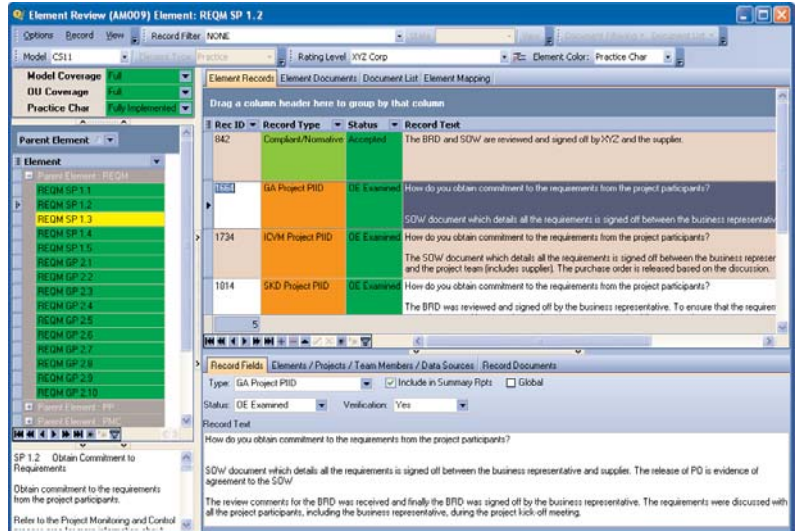 Element Review (AM009) Element: REQM SP 1.2
Options Record View Record Filter NONE
Model CS11 Element Type Practice Rating Level XYZ Corp Element Color: Practice Char
Model Coverage Full
OU Coverage Full
Practice Char Fully Implemented
Parent Element
Element
Parent Element : REQM
REQM SP 1.1
REQM SP 1.2
REQM SP 1.3
REQM SP 1.4
REQM SP 1.5
REQM GP 2.1
REQM GP 2.2
REQM GP 2.3
REQM GP 2.4
REQM GP 2.5
REQM GP 2.6
REQM GP 2.7
REQM GP 2.8
REQM GP 2.9
REQM GP 2.10
Parent Element : PP
Parent Element : PMC
SP 1.2 Obtain Commitment to
Requirements
Obtain commitment to the requirements
from the project participants.
Refer to the Project Monitoring and Control
Element Records Element Documents Document List Element Mapping
Drag a column header here to group by that column
Rec ID Record Type Status Record Text
842 Compliant/Normative Accepted The BRD and SOW are reviewed and signed off by XYZ and the supplier.
1664 GA Project PIID OE Examined How do you obtain commitment to the requirements from the project participants?
SOW document which details all the requirements is signed off between the business representativ
1734 ICVM Project PIID OE Examined How do you obtain commitment to the requirements from the project participants?
The SOW document which details all the requirements is signed off between the business represer
and the project team (includes supplier). The purchase order is released based on the discussion.
1014 SKD Project PIID OE Examined How do you obtain commitment to the requirements from the project participants?
The BRD was reviewed and signed off by the business representative. To ensure that the requiren
5
Record Fields Elements / Projects / Team Members / Data Sources Record Documents
Type: GA Project PIID Include in Summary Rpts Global
Status: OE Examined Verification: Yes
Record Text
How do you obtain commitment to the requirements from the project participants?
SOW document which details all the requirements is signed off between the business representative and supplier. The release of PO is evidence of
agreement to the SOW
The review comments for the BRD was received and finally the BRD was signed off by the business representative. The requirements were discussed with
all the project participants, including the business representative, during the project kick-off meeting.